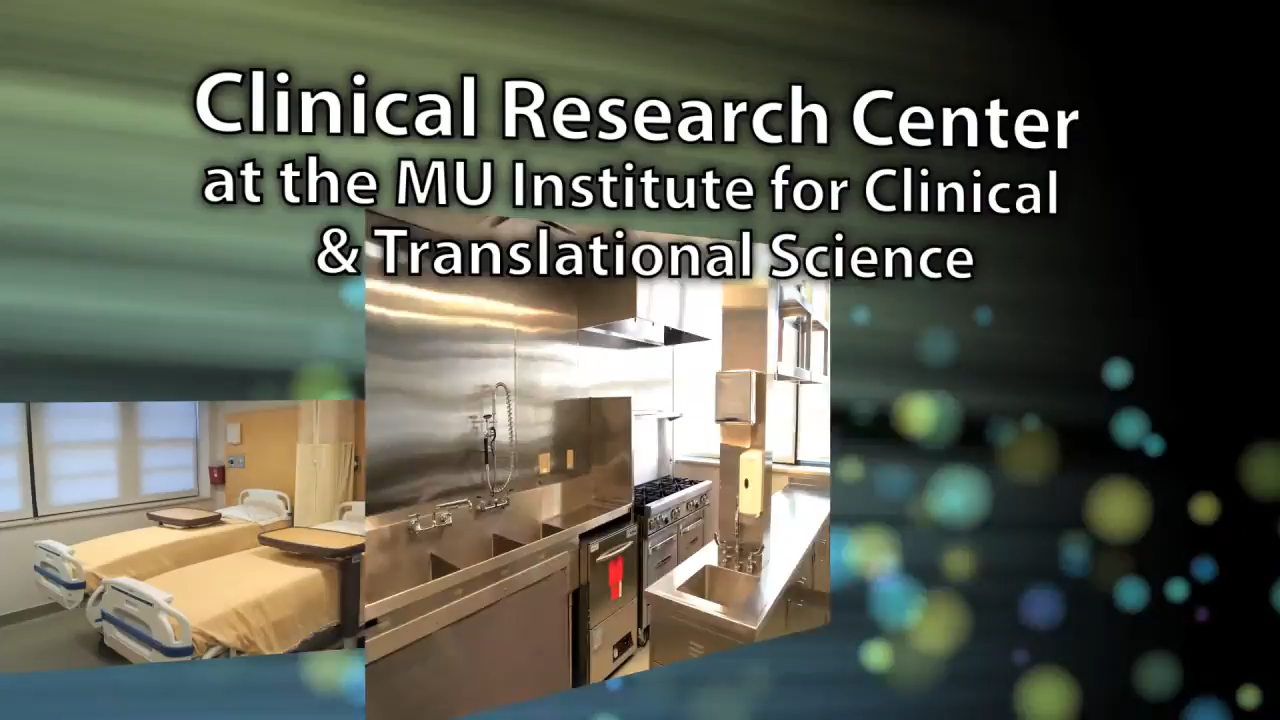 Clinical Research Center
at the MU Institute for Clinical
& Translational Science